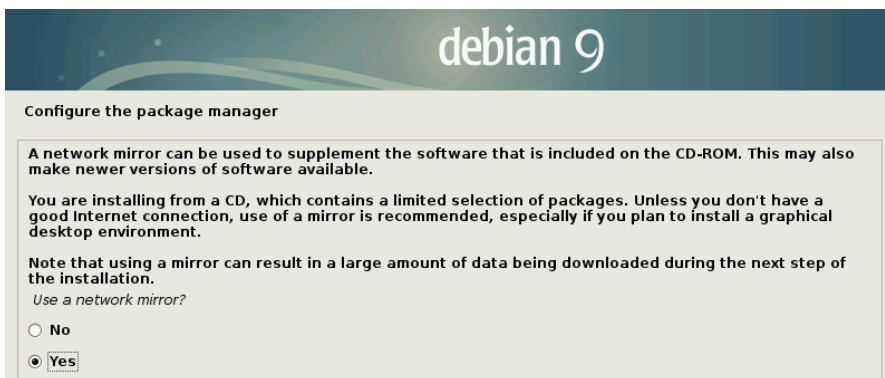 debian 9
Configure the package manager
A network mirror can be used to supplement the software that is included on the CD-ROM. This may also
make newer versions of software available.
You are installing from a CD, which contains a limited selection of packages. Unless you don't have a
good Internet connection, use of a mirror is recommended, especially if you plan to install a graphical
desktop environment.
Note that using a mirror can result in a large amount of data being downloaded during the next step of
the installation.
Use a network mirror?
No
Yes